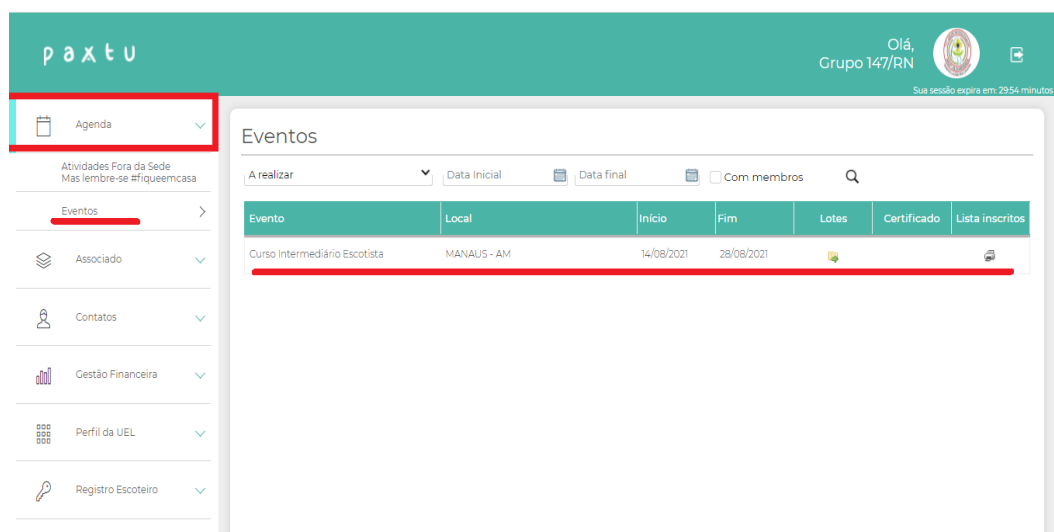 paxtu
Olá,
Grupo 147/RN
Sua sessão expira em: 29:54 minutos
Agenda
Atividades Fora da Sede
Mas lembre-se #fiqueemcasa
Eventos
Associado
Contatos
Gestão Financeira
Perfil da UEL
Registro Escoteiro
Eventos
A realizar Data Inicial Data final Com membros
Evento Local Início Fim Lotes Certificado Lista inscritos
Curso Intermediário Escotista MANAUS - AM 14/08/2021 28/08/2021